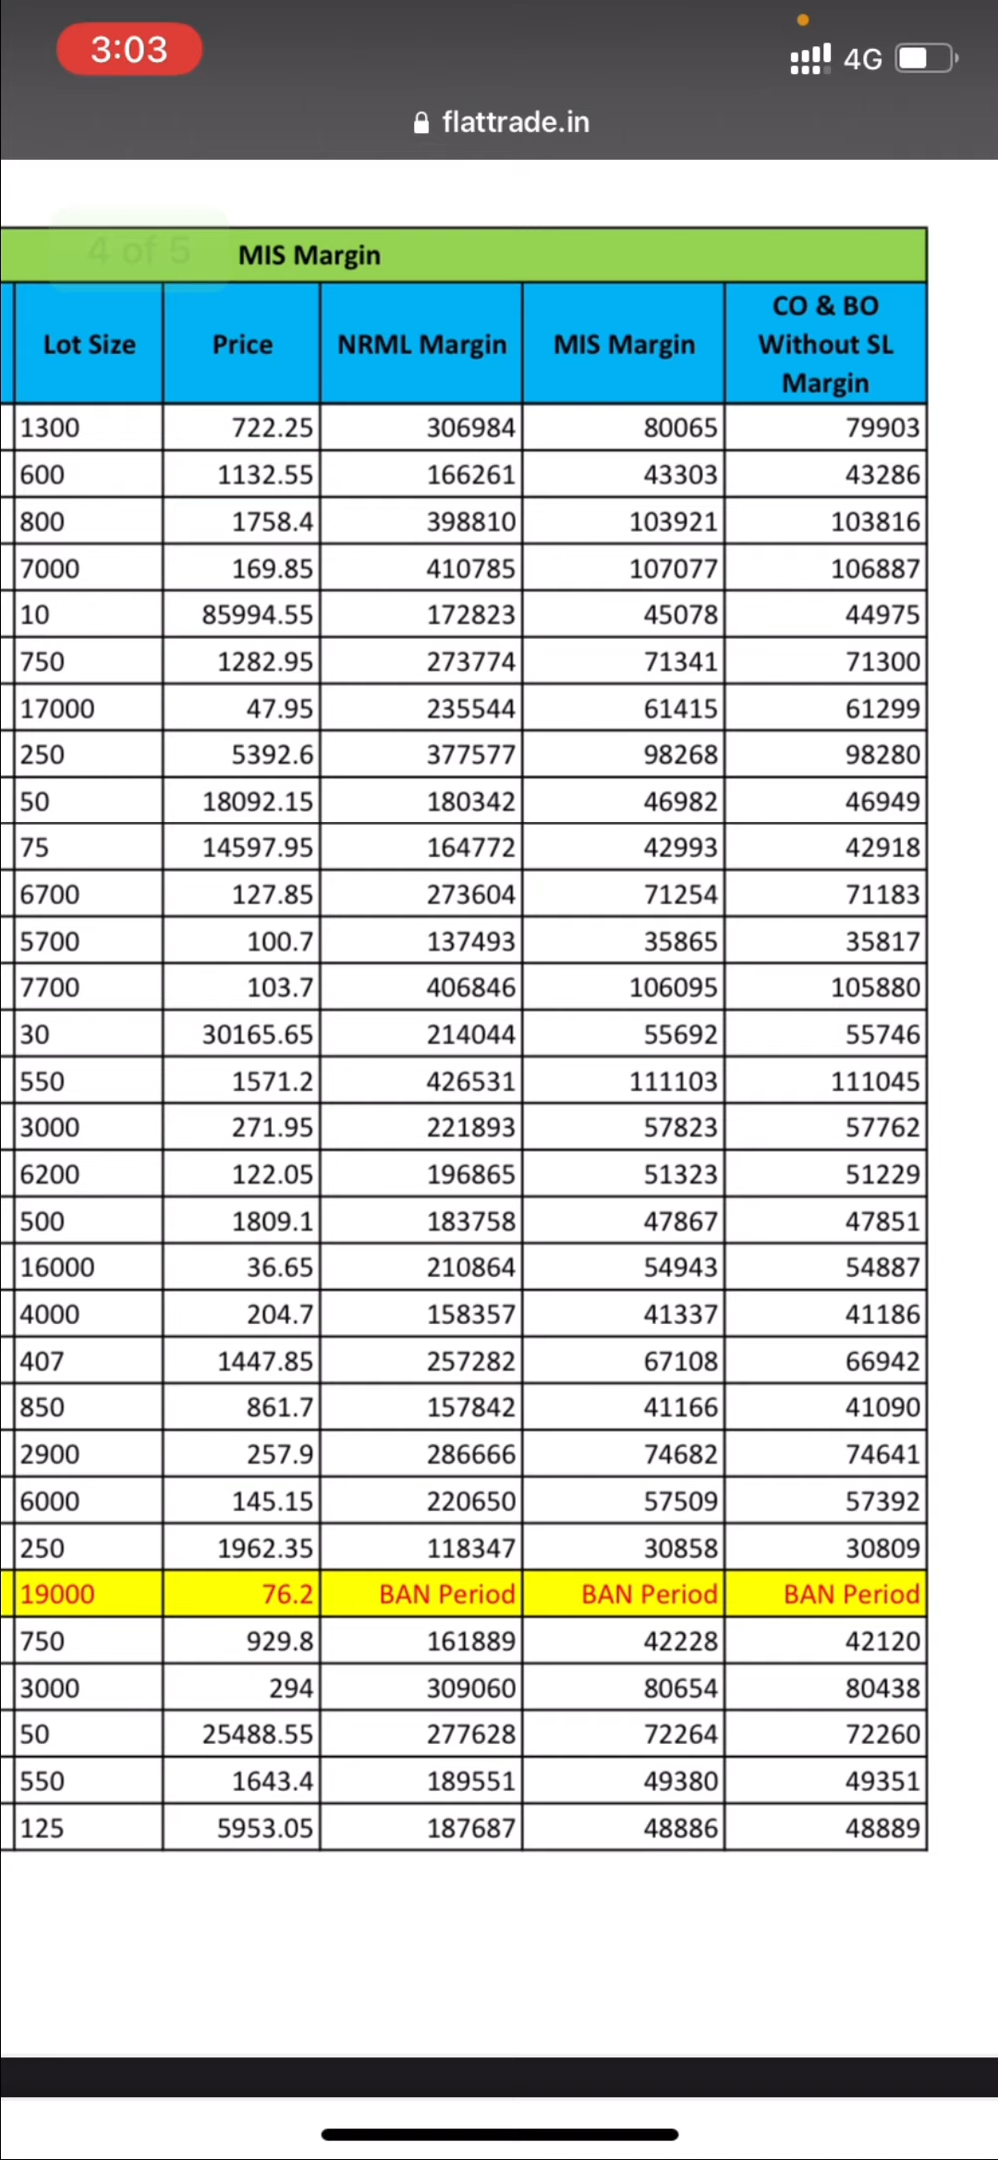 3:03
4G
flattrade.in
4 of 5 MIS Margin
Lot Size Price NRML Margin MIS Margin CO & BO Without SL Margin
1300 722.25 306984 80065 79903
600 1132.55 166261 43303 43286
800 1758.4 398810 103921 103816
7000 169.85 410785 107077 106887
10 85994.55 172823 45078 44975
750 1282.95 273774 71341 71300
17000 47.95 235544 61415 61299
250 5392.6 377577 98268 98280
50 18092.15 180342 46982 46949
75 14597.95 164772 42993 42918
6700 127.85 273604 71254 71183
5700 100.7 137493 35865 35817
7700 103.7 406846 106095 105880
30 30165.65 214044 55692 55746
550 1571.2 426531 111103 111045
3000 271.95 221893 57823 57762
6200 122.05 196865 51323 51229
500 1809.1 183758 47867 47851
16000 36.65 210864 54943 54887
4000 204.7 158357 41337 41186
407 1447.85 257282 67108 66942
850 861.7 157842 41166 41090
2900 257.9 286666 74682 74641
6000 145.15 220650 57509 57392
250 1962.35 118347 30858 30809
19000 76.2 BAN Period BAN Period BAN Period
750 929.8 161889 42228 42120
3000 294 309060 80654 80438
50 25488.55 277628 72264 72260
550 1643.4 189551 49380 49351
125 5953.05 187687 48886 48889